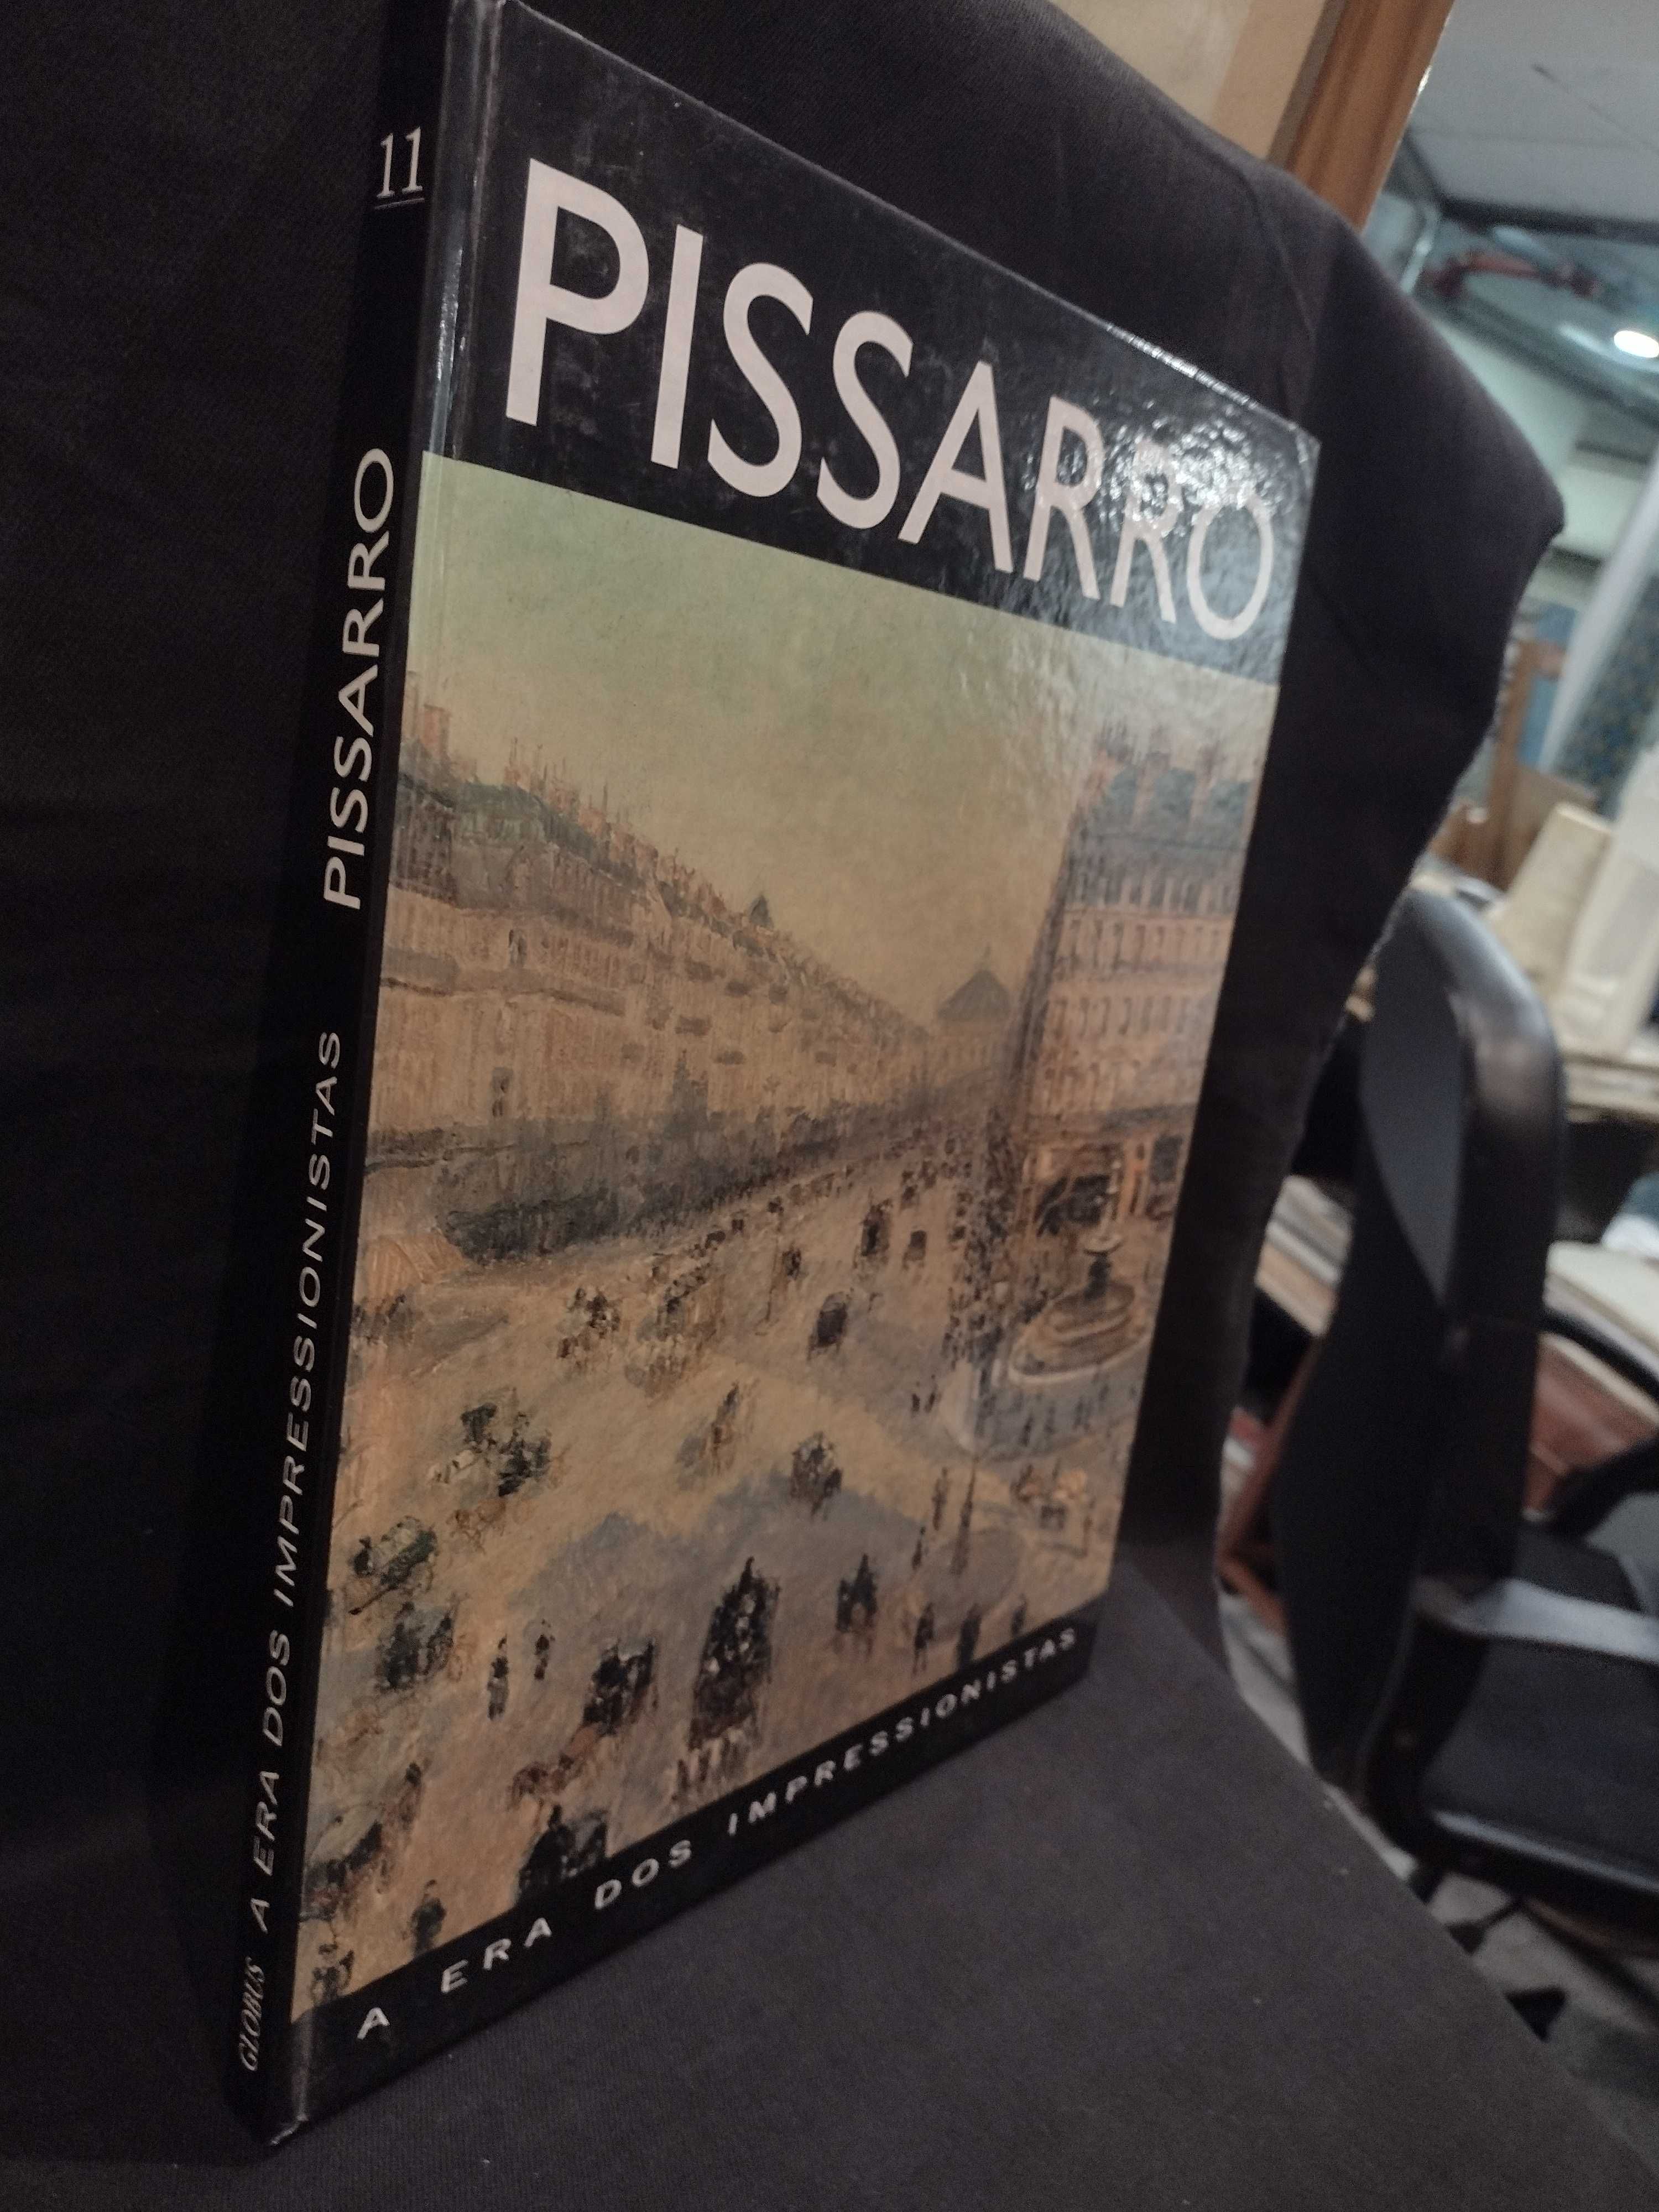 11
PISSARRO
A ERA DOS IMPRESSIONISTAS
GLOBUS
PISSARRO
A ERA DOS IMPRESSIONISTAS